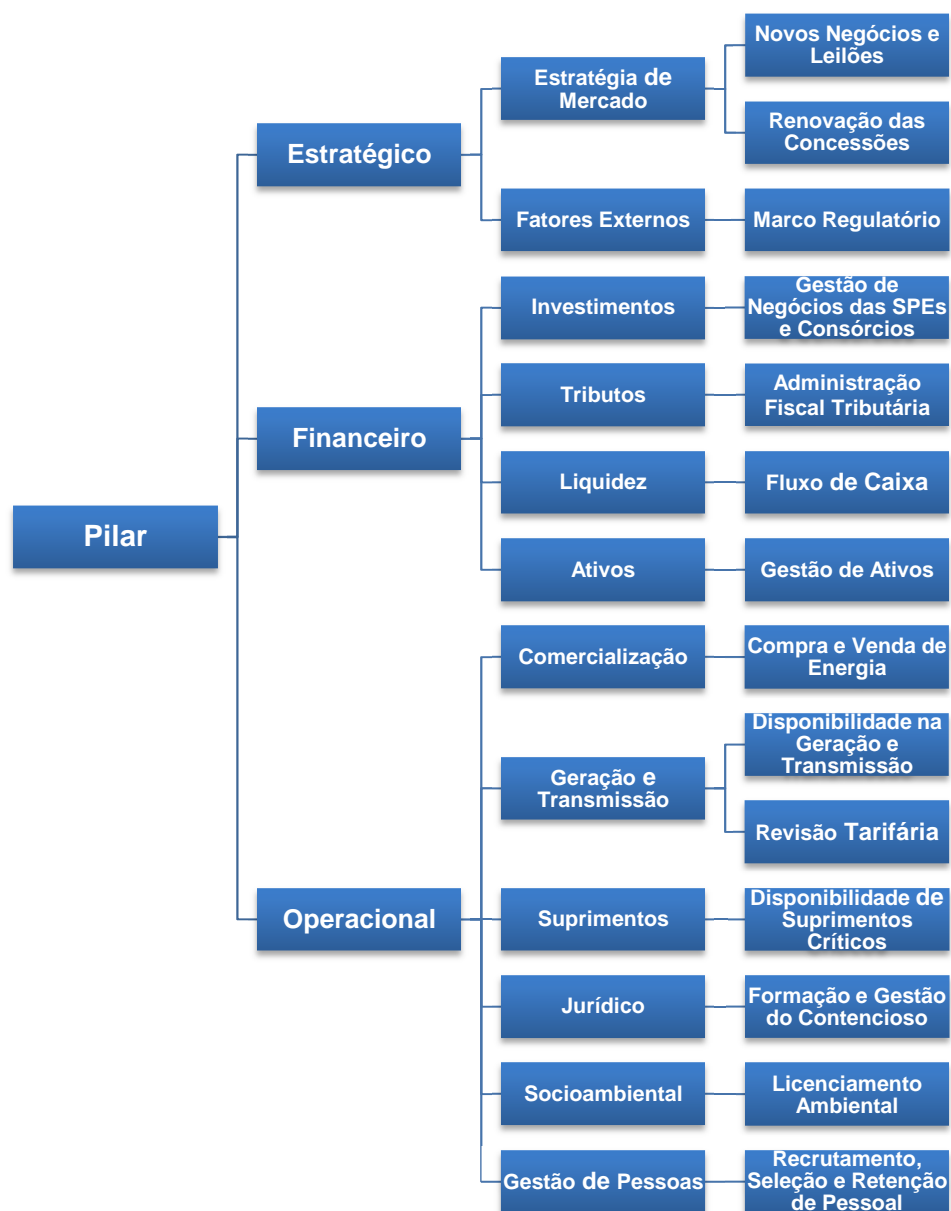 Pilar
Estratégico
Estratégia de
Mercado
Novos Negócios e
Leilões
Renovação das
Concessões
Fatores Externos
Marco Regulatório
Financeiro
Investimentos
Gestão de
Negócios das SPEs
e Consórcios
Tributos
Administração
Fiscal Tributária
Liquidez
Fluxo de Caixa
Ativos
Gestão de Ativos
Operacional
Comercialização
Compra e Venda de
Energia
Geração e
Transmissão
Disponibilidade na
Geração e
Transmissão
Revisão Tarifária
Suprimentos
Disponibilidade de
Suprimentos
Críticos
Jurídico
Formação e Gestão
do Contencioso
Socioambiental
Licenciamento
Ambiental
Gestão de Pessoas
Recrutamento,
Seleção e Retenção
de Pessoal